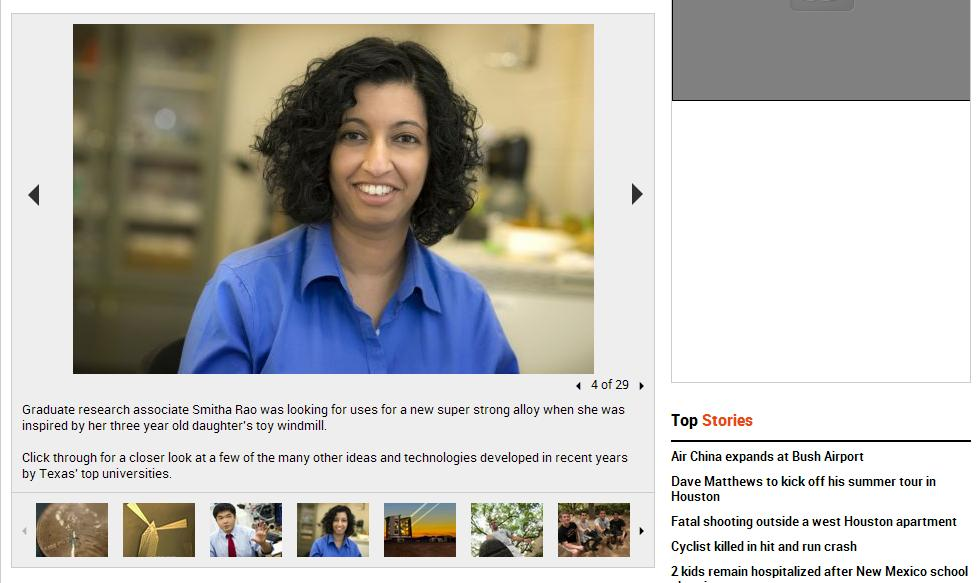 4 of 29
Graduate research associate Smitha Rao was looking for uses for a new super strong alloy when she was
inspired by her three year old daughter's toy windmill.
Click through for a closer look at a few of the many other ideas and technologies developed in recent years
by Texas' top universities.
Top Stories
Air China expands at Bush Airport
Dave Matthews to kick off his summer tour in
Houston
Fatal shooting outside a west Houston apartment
Cyclist killed in hit and run crash
2 kids remain hospitalized after New Mexico school